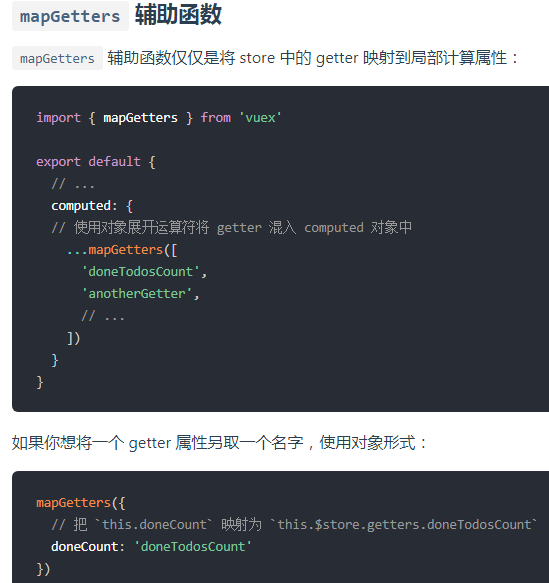 mapGetters 辅助函数
mapGetters 辅助函数仅仅是将 store 中的 getter 映射到局部计算属性：
import { mapGetters } from 'vuex'
export default {
  // ...
  computed: {
  // 使用对象展开运算符将 getter 混入 computed 对象中
    ...mapGetters([
      'doneTodosCount',
      'anotherGetter',
      // ...
    ])
  }
}
如果你想将一个 getter 属性另取一个名字，使用对象形式：
mapGetters({
  // 把 `this.doneCount` 映射为 `this.$store.getters.doneTodosCount`
  doneCount: 'doneTodosCount'
})